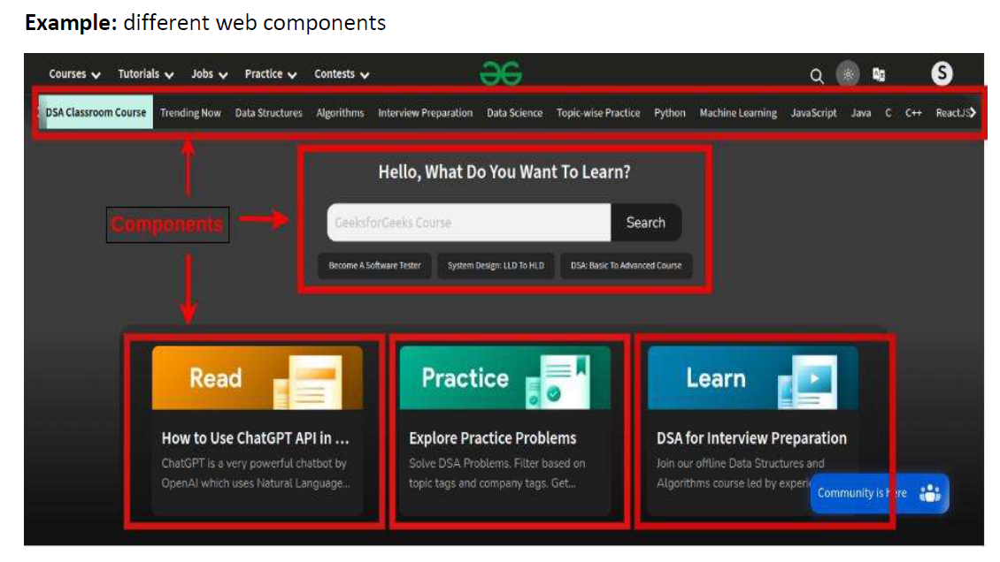 Example: different web components
Courses Tutorials Jobs Practice Contests S
DSA Classroom Course Trending Now Data Structures Algorithms Interview Preparation Data Science Topic-wise Practice Python Machine Learning JavaScript Java C C++ ReactJS
Hello, What Do You Want To Learn?
Components
GeeksforGeeks Course Search
Become A Software Tester System Design: LLD To HLD DSA: Basic To Advanced Course
Read Practice Learn
How to Use ChatGPT API in ...
ChatGPT is a very powerful chatbot by
OpenAI which uses Natural Language...
Explore Practice Problems
Solve DSA Problems. Filter based on
topic tags and company tags. Get...
DSA for Interview Preparation
Join our offline Data Structures and
Algorithms course led by
Community is here